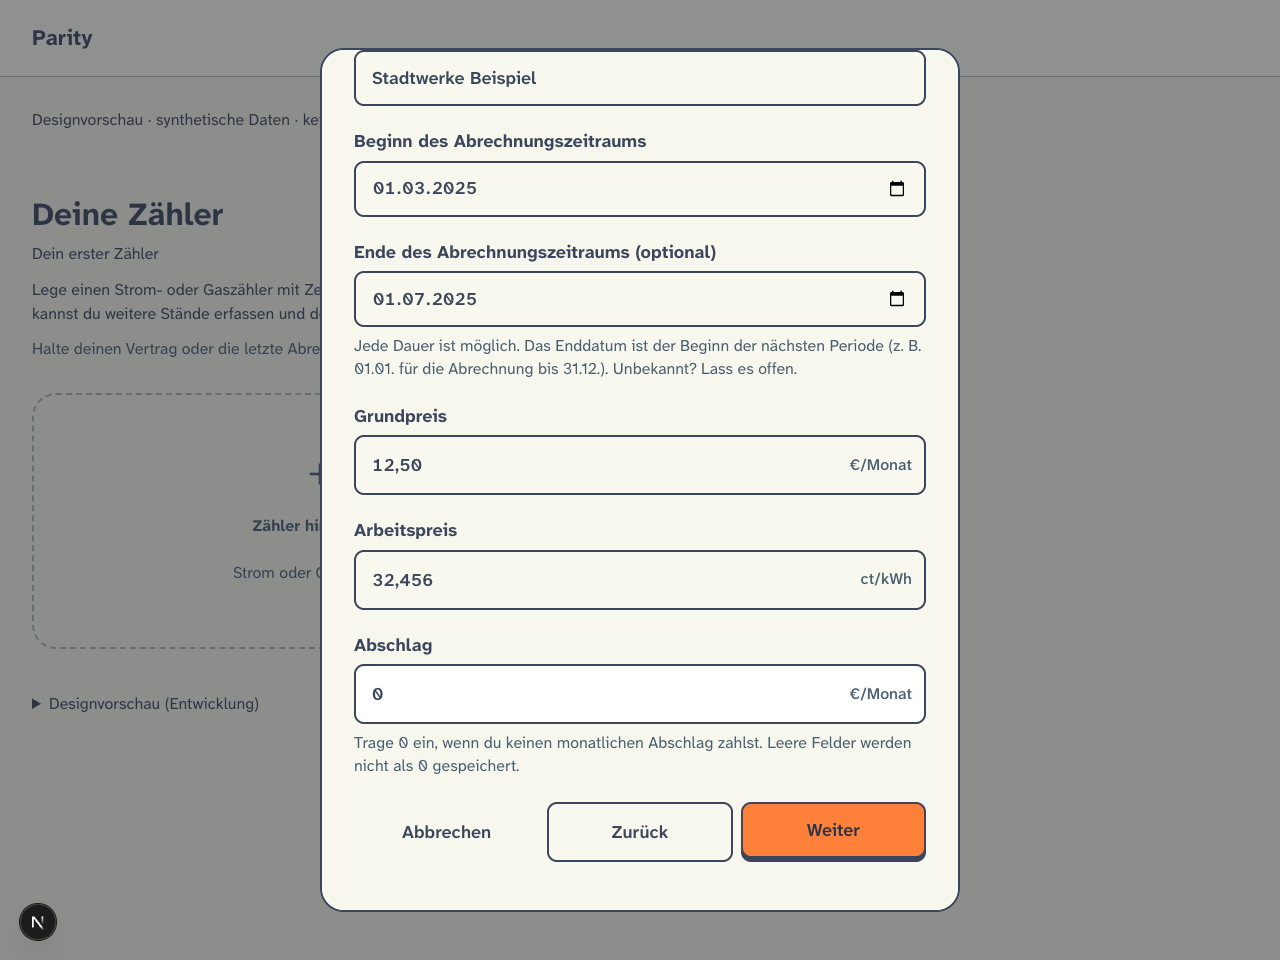 Parity
Designvorschau · synthetische Daten ·
Deine Zähler
Dein erster Zähler
Lege einen Strom- oder Gaszähler mit
kannst du weitere Stände erfassen und
Halte deinen Vertrag oder die letzte
Zähler
Strom oder
Designvorschau (Entwicklung)
Stadtwerke Beispiel
Beginn des Abrechnungszeitraums
01.03.2025
Ende des Abrechnungszeitraums (optional)
01.07.2025
Jede Dauer ist möglich. Das Enddatum ist der Beginn der nächsten Periode (z. B.
01.01. für die Abrechnung bis 31.12.). Unbekannt? Lass es offen.
Grundpreis
12,50 €/Monat
Arbeitspreis
32,456 ct/kWh
Abschlag
0 €/Monat
Trage 0 ein, wenn du keinen monatlichen Abschlag zahlst. Leere Felder werden
nicht als 0 gespeichert.
Abbrechen Zurück Weiter
N